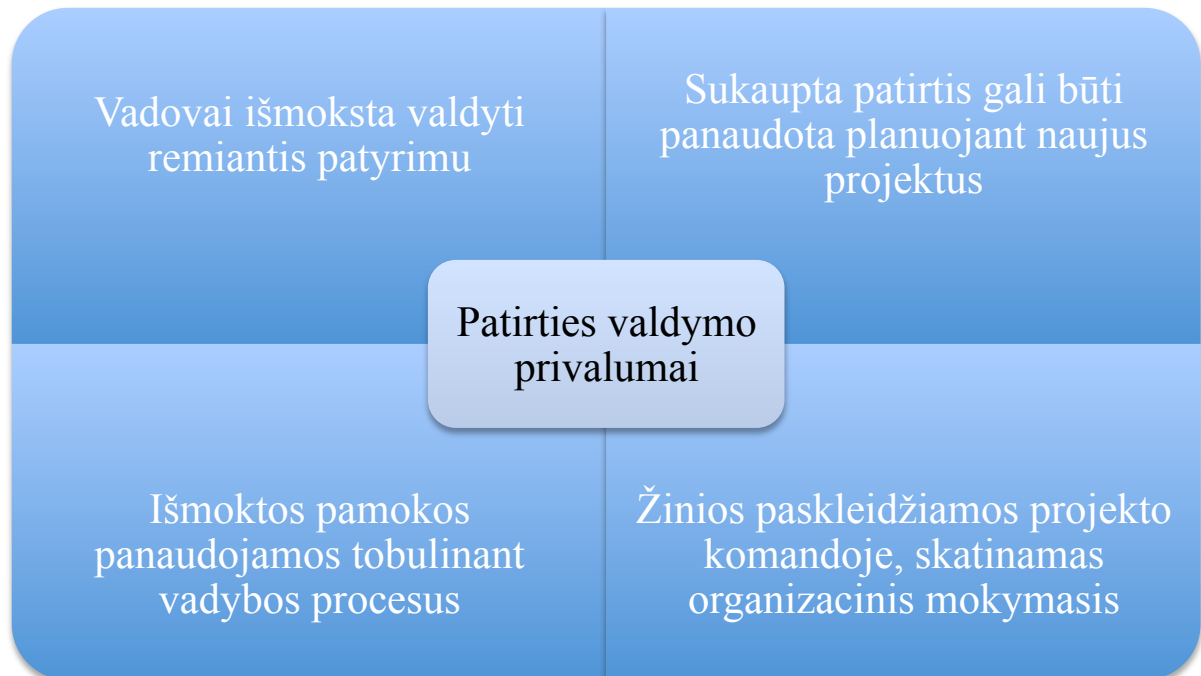 Vadovai išmoksta valdyti
remiantis patyrimu
Sukaupta patirtis gali būti
panaudota planuojant naujus
projektus
Patirties valdymo
privalumai
Išmoktos pamokos
panaudojamos tobulinant
vadybos procesus
Žinios paskleidžiamos projekto
komandoje, skatinamas
organizacinis mokymasis